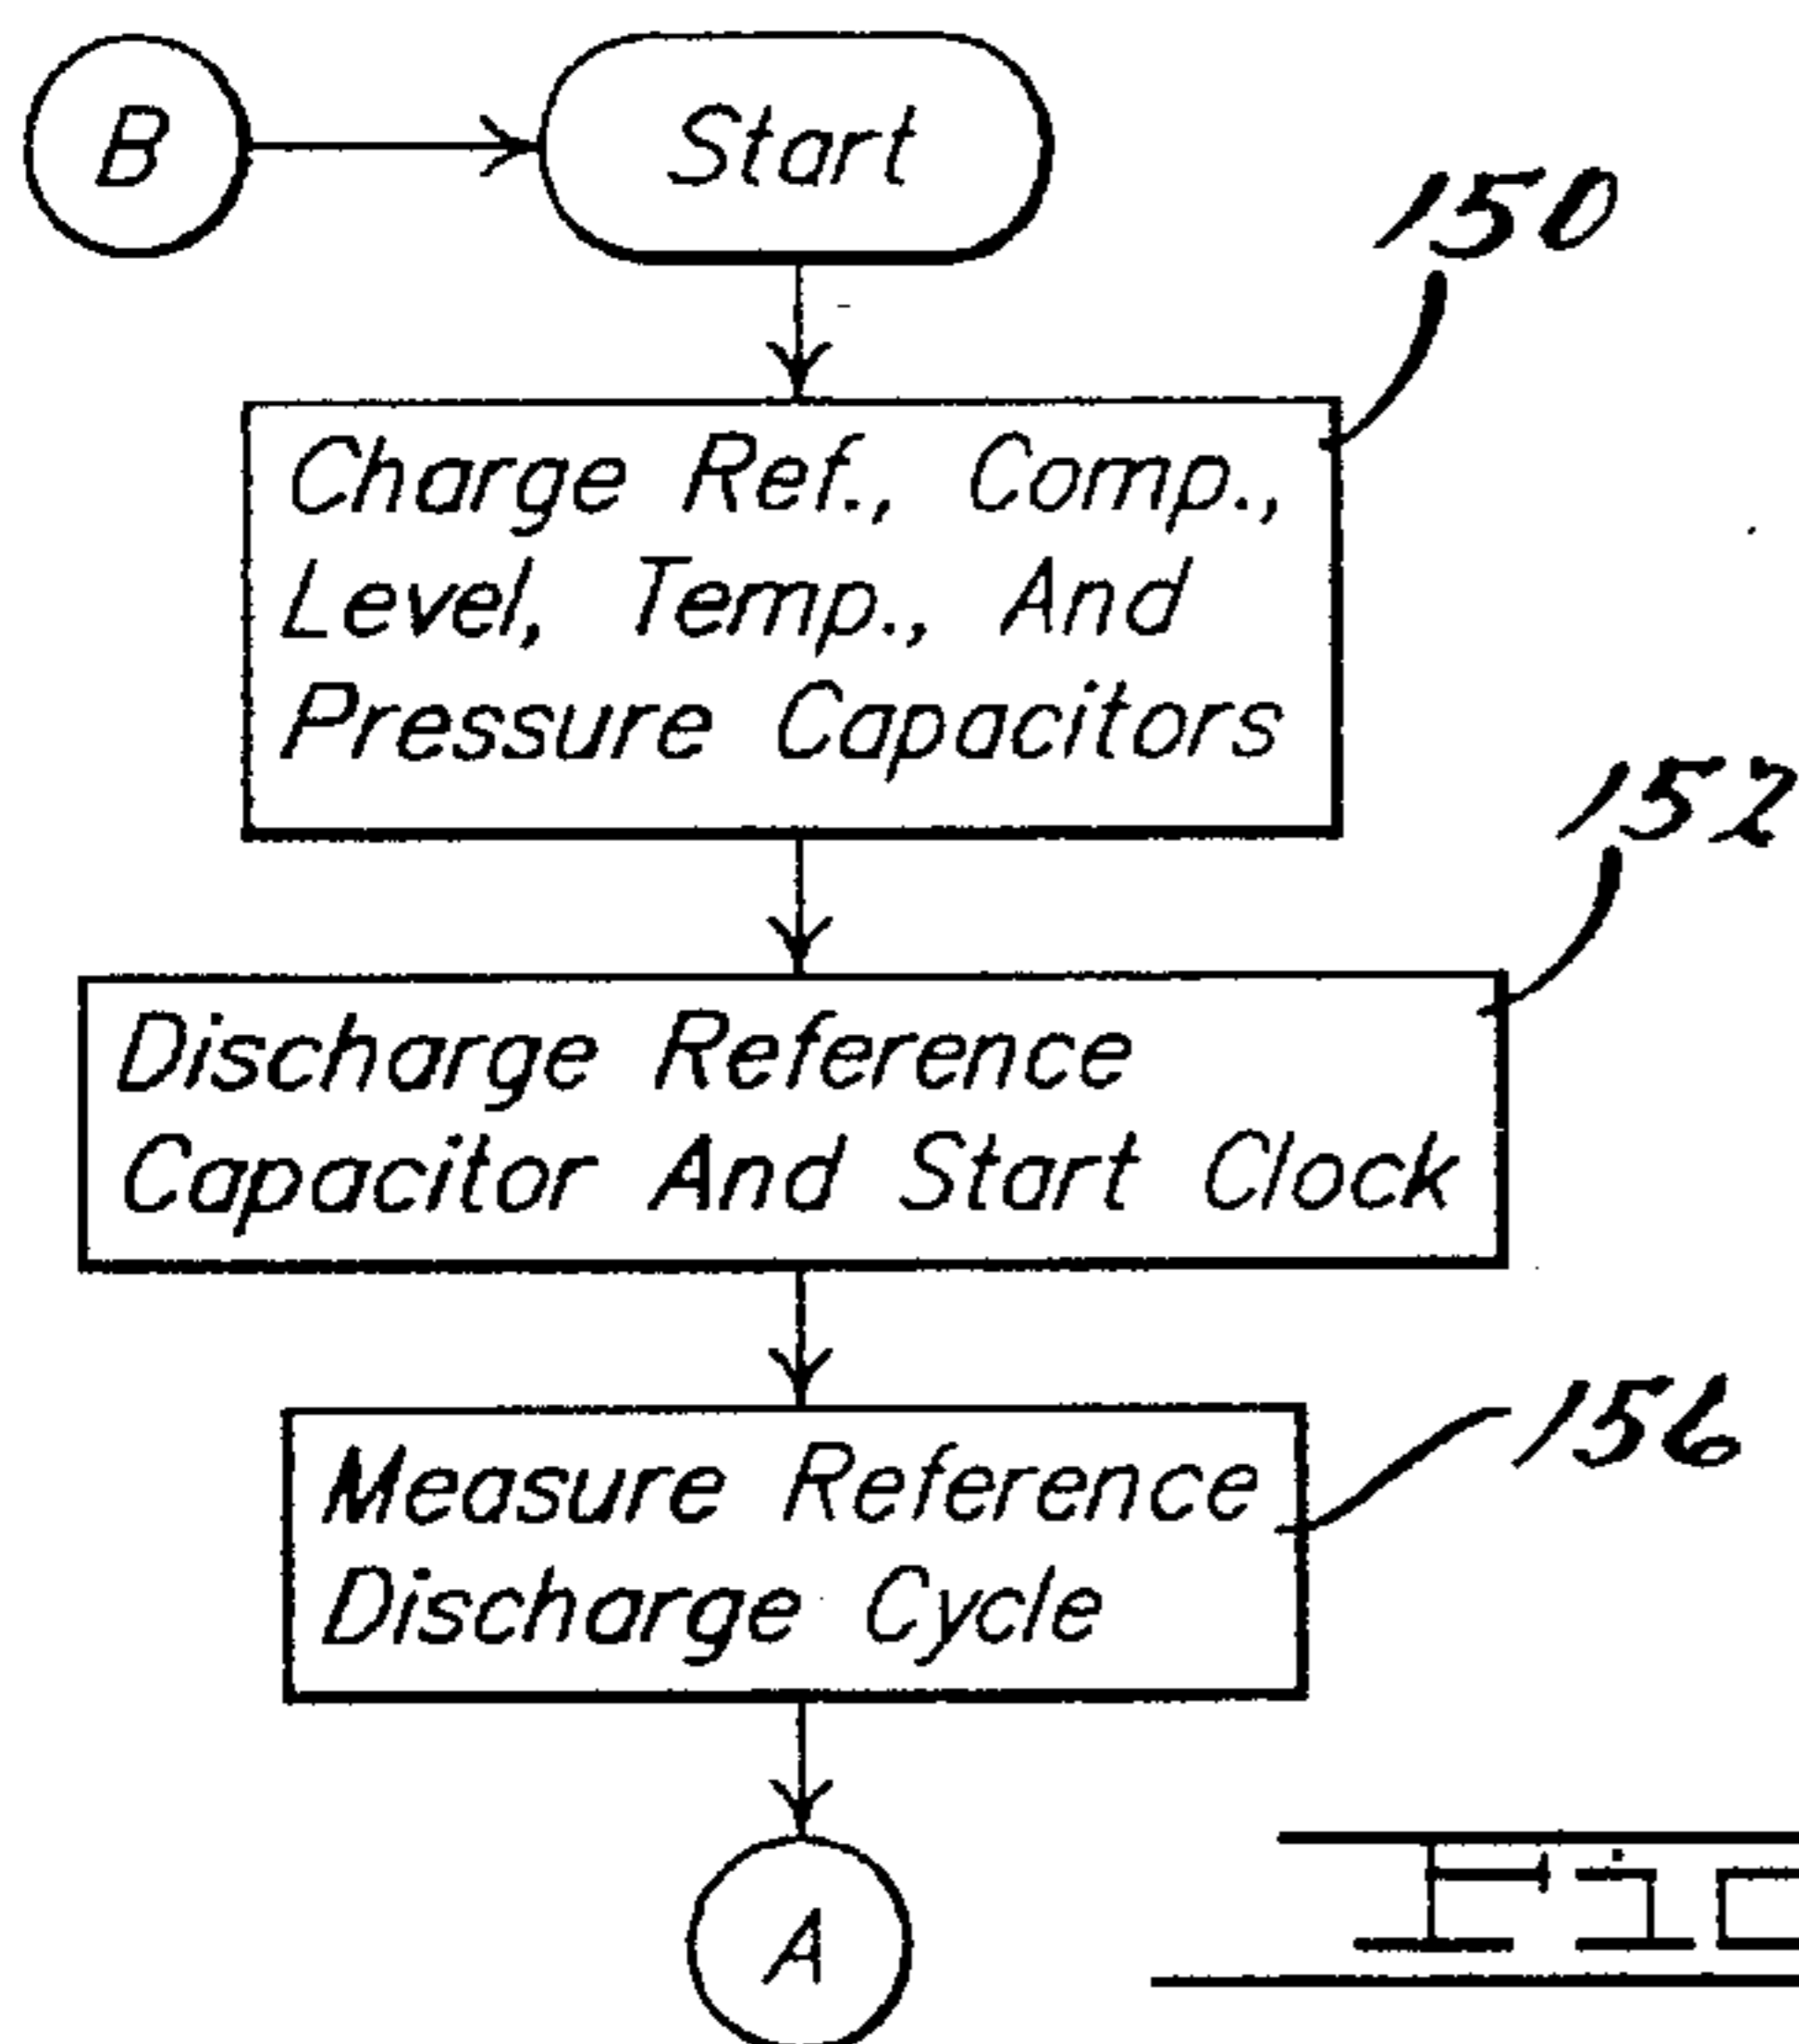 B
Start
150
Charge Ref., Comp.,
Level, Temp., And
Pressure Capacitors
152
Discharge Reference
Capacitor And Start Clock
156
Measure Reference
Discharge Cycle
A